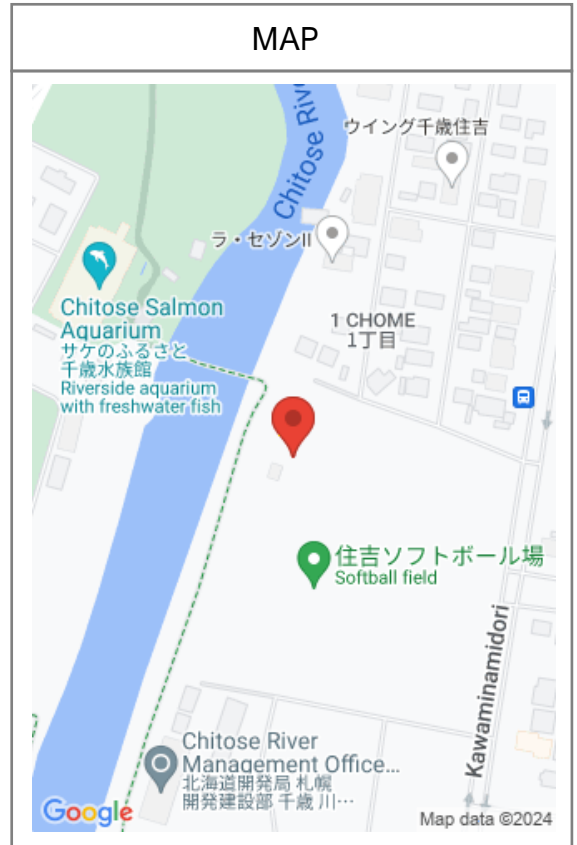 MAP
Chitose Riv
ウイング千歳住吉
ラ・セゾンII
Chitose Salmon
Aquarium
サケのふるさと
千歳水族館
Riverside aquarium
with freshwater fish
1 CHOME
1丁目
住吉ソフトボール場
Softball field
Kawaminamidori
Chitose River
Management Office...
北海道開発局 札幌
開発建設部 千歳 川…
Google
Map data ©2024